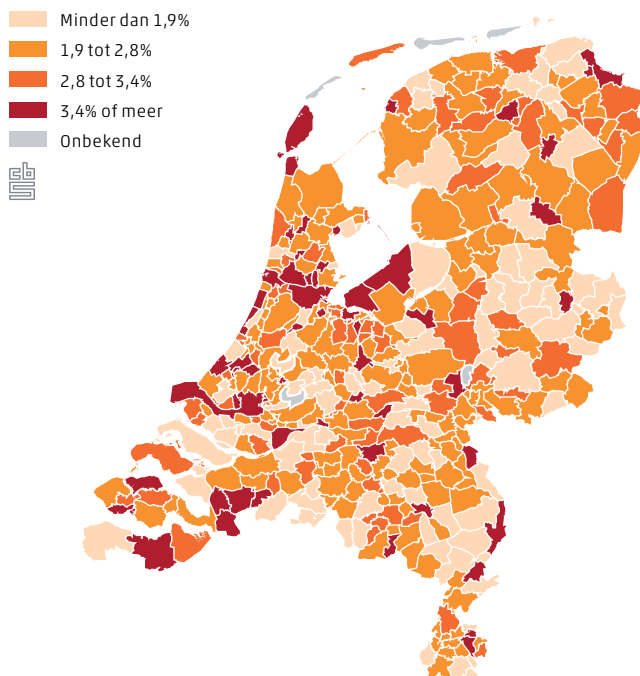 Minder dan 1,9%
1,9 tot 2,8%
2,8 tot 3,4%
3,4% of meer
Onbekend
cbs